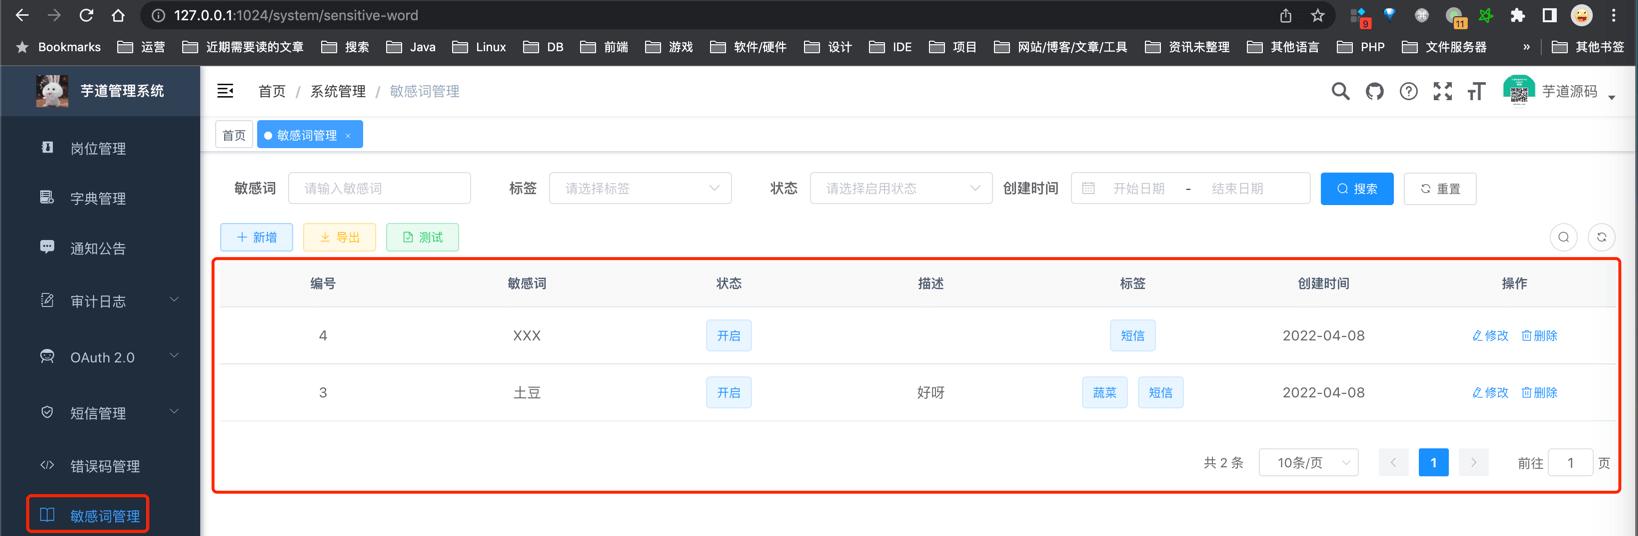 127.0.0.1:1024/system/sensitive-word
9
11
Bookmarks 运营 近期需要读的文章 搜索 Java Linux DB 前端 游戏 软件/硬件 设计 IDE 项目 网站/博客/文章/工具 资讯未整理 其他语言 PHP 文件服务器 » 其他书签
芋道管理系统
首页 / 系统管理 / 敏感词管理
芋道源码
首页
敏感词管理 ×
岗位管理
字典管理
通知公告
审计日志
OAuth 2.0
短信管理
错误码管理
敏感词管理
敏感词 请输入敏感词 标签 请选择标签 状态 请选择启用状态 创建时间 开始日期 - 结束日期 搜索 重置
新增 导出 测试
编号 敏感词 状态 描述 标签 创建时间 操作
4 XXX 开启 短信 2022-04-08 修改 删除
3 土豆 开启 好呀 蔬菜 短信 2022-04-08 修改 删除
共 2 条 10条/页 1 前往 1 页